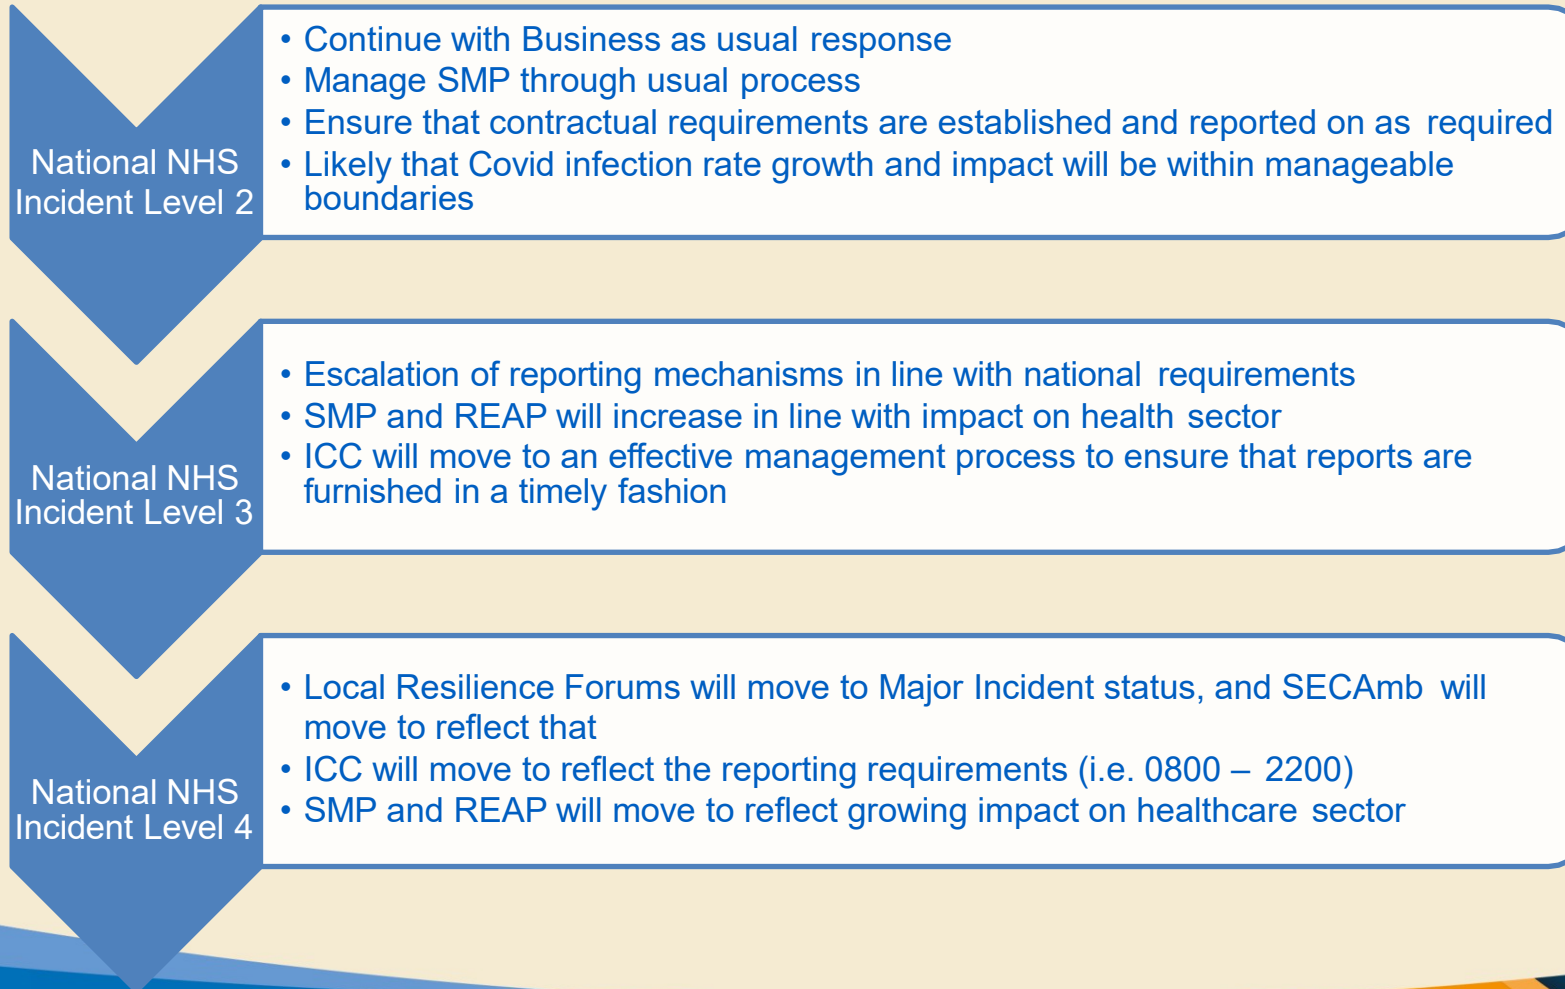 National NHS
Incident Level 2
• Continue with Business as usual response
• Manage SMP through usual process
• Ensure that contractual requirements are established and reported on as required
• Likely that Covid infection rate growth and impact will be within manageable
boundaries
National NHS
Incident Level 3
• Escalation of reporting mechanisms in line with national requirements
• SMP and REAP will increase in line with impact on health sector
• ICC will move to an effective management process to ensure that reports are
furnished in a timely fashion
National NHS
Incident Level 4
• Local Resilience Forums will move to Major Incident status, and SECAmb will
move to reflect that
• ICC will move to reflect the reporting requirements (i.e. 0800 – 2200)
• SMP and REAP will move to reflect growing impact on healthcare sector